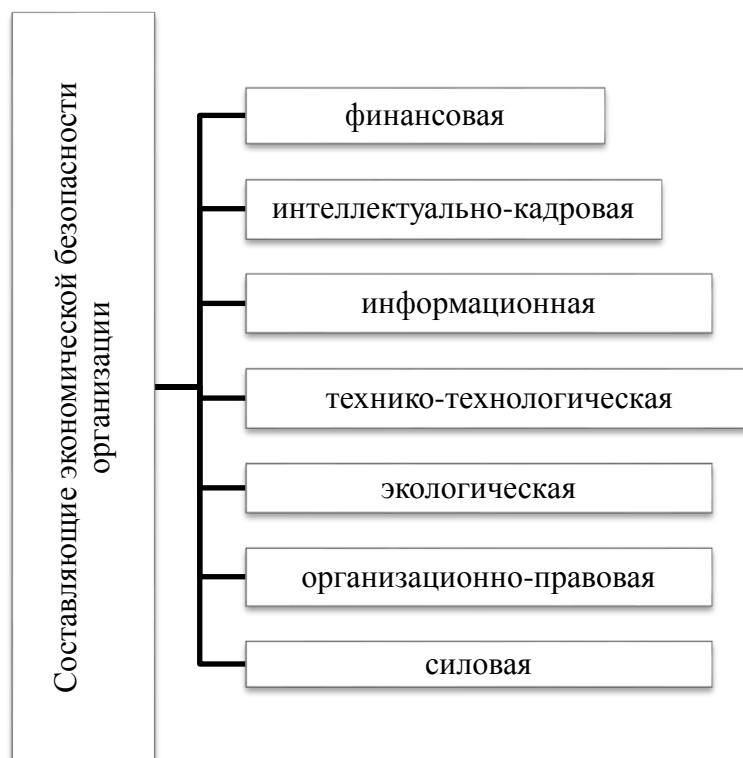 Составляющие экономической безопасности
организации
финансовая
интеллектуально-кадровая
информационная
технико-технологическая
экологическая
организационно-правовая
силовая